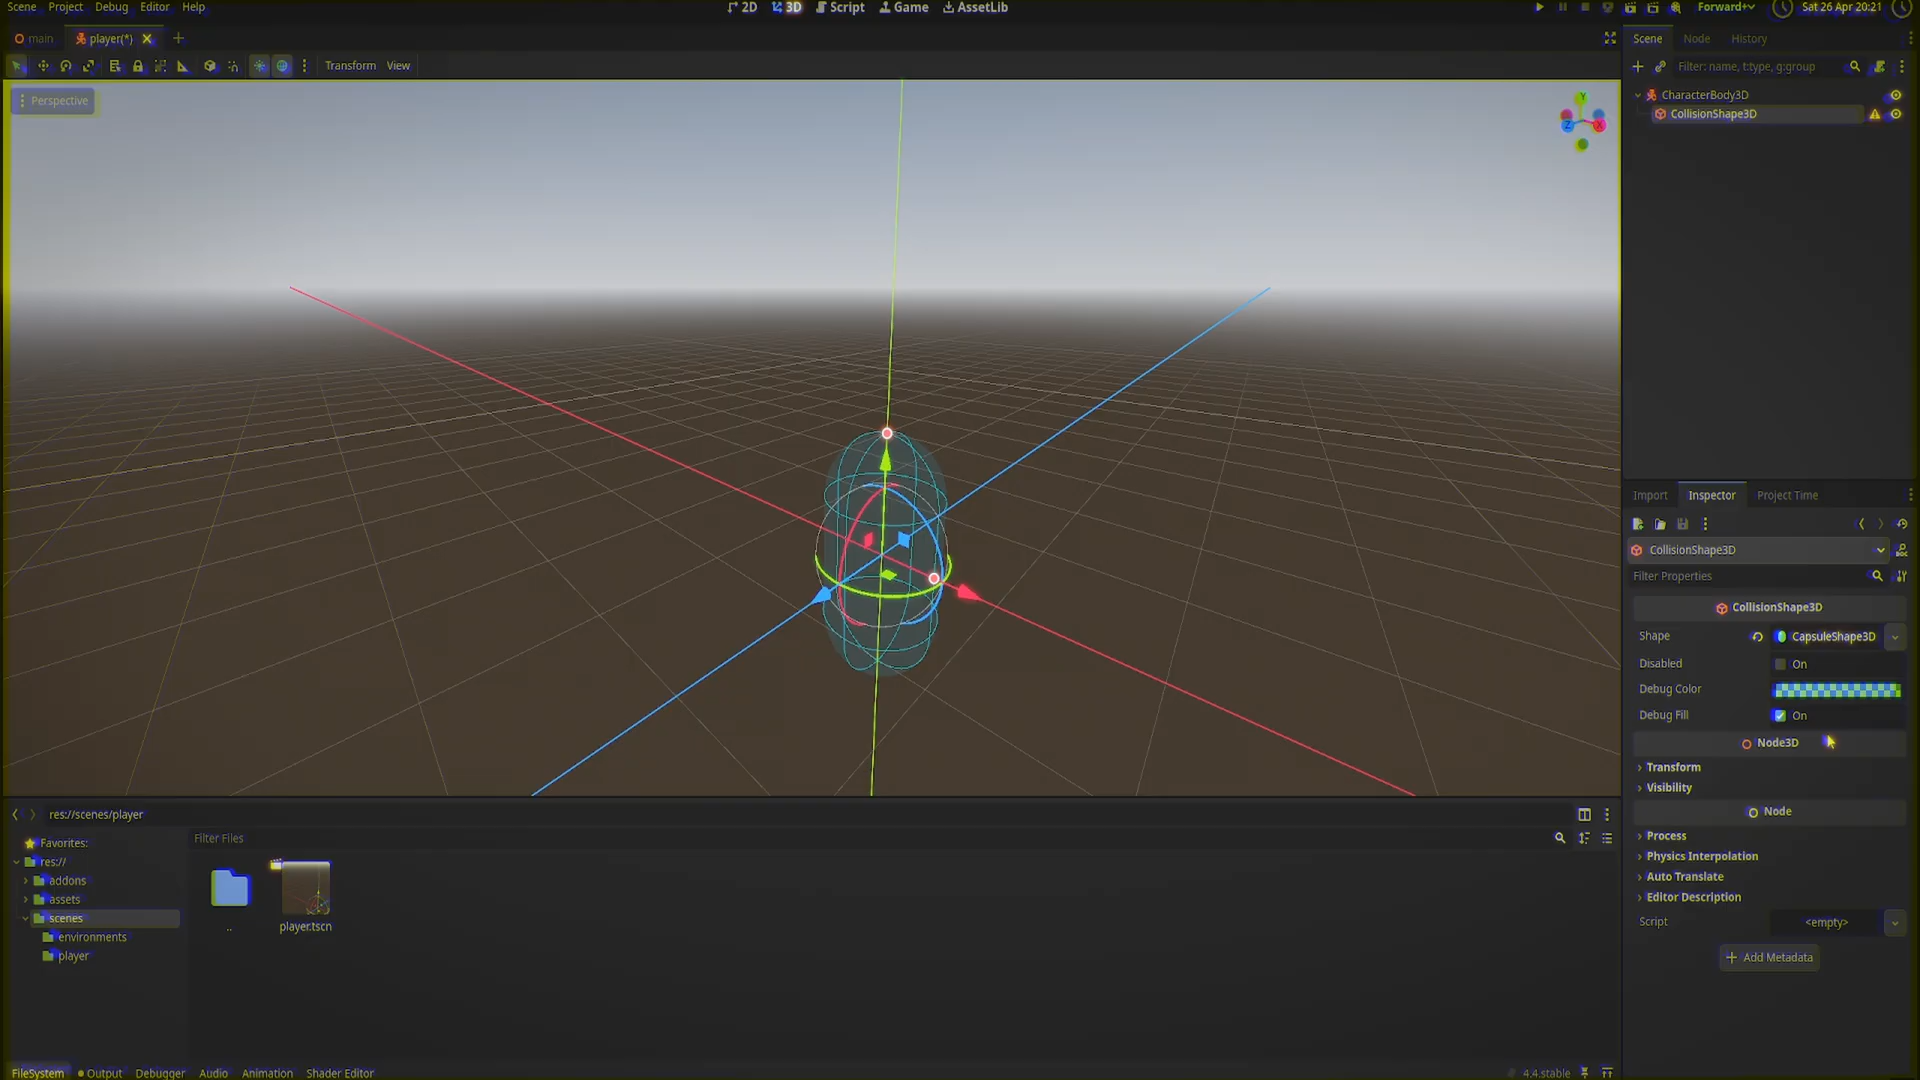 Scene Project Debug Editor Help
2D 3D Script Game AssetLib
Forward+ Sat 26 Apr 20:21
main player(*)
Transform View
Perspective
Scene Node History
Filter: name, t:type, g:group
CharacterBody3D
CollisionShape3D
Y
Z X
Import Inspector Project Time
CollisionShape3D
Filter Properties
CollisionShape3D
Shape CapsuleShape3D
Disabled On
Debug Color
Debug Fill On
Node3D
Transform
Visibility
Node
Process
Physics Interpolation
Auto Translate
Editor Description
Script <empty>
Add Metadata
res://scenes/player
Favorites:
res://
addons
assets
scenes
environments
player
Filter Files
..
player.tscn
FileSystem Output Debugger Audio Animation Shader Editor
4.4.stable